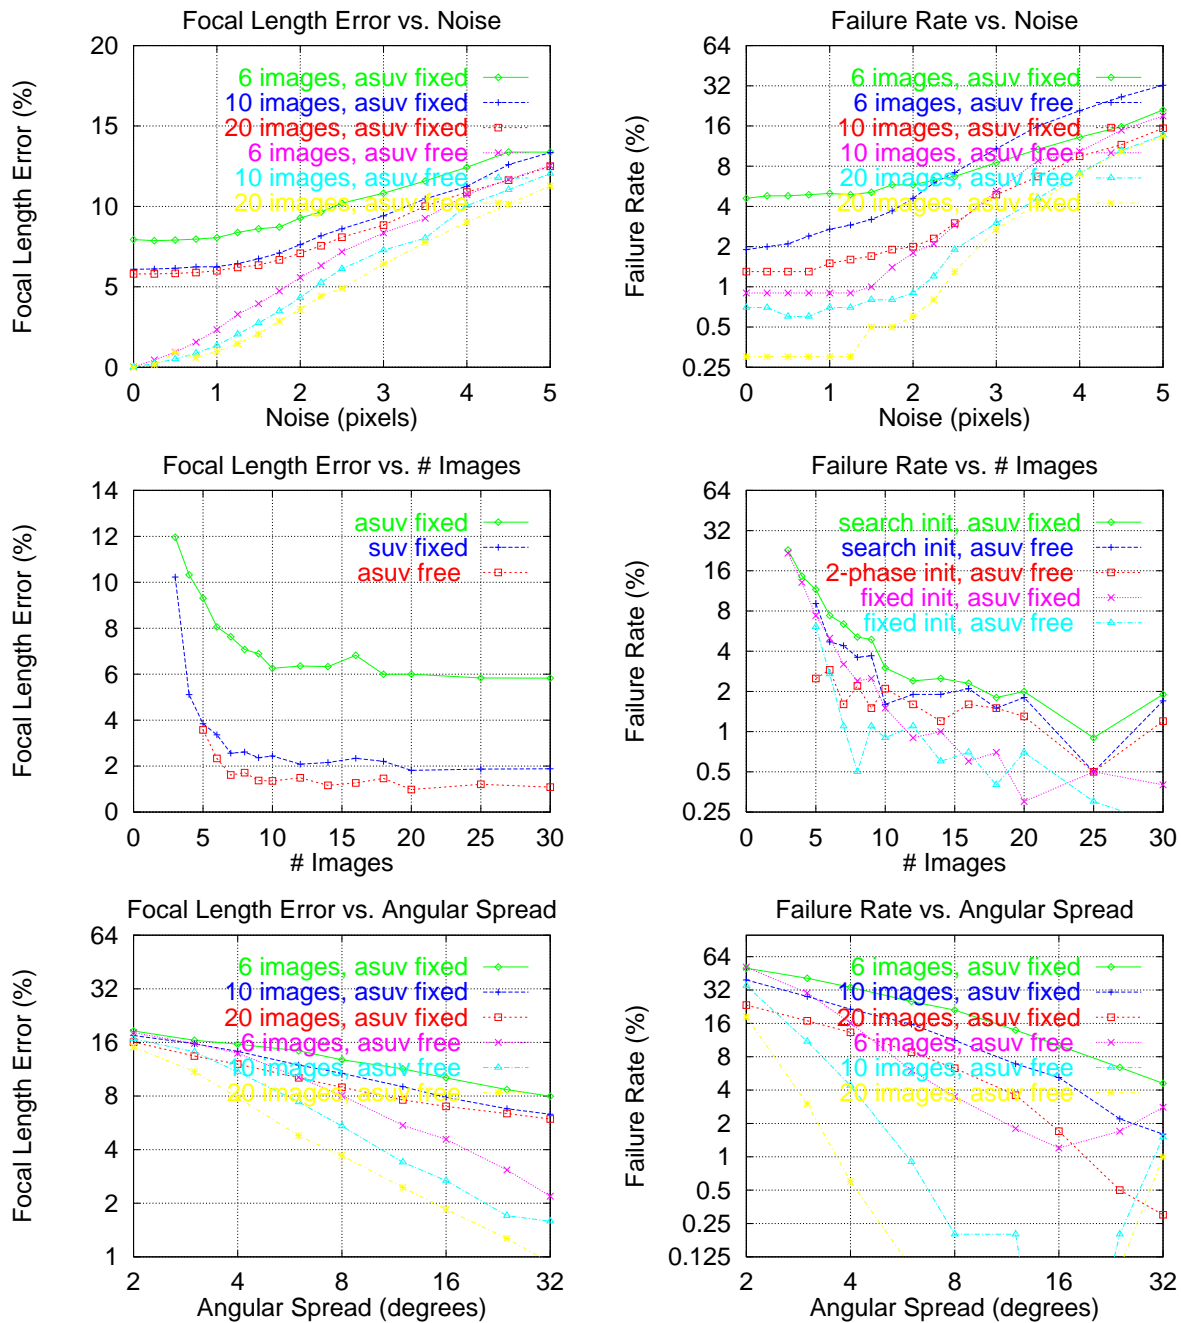 Focal Length Error vs. Noise
Focal Length Error (%)
20
15
10
5
0
6 images, asuv fixed
10 images, asuv fixed
20 images, asuv fixed
6 images, asuv free
10 images, asuv free
20 images, asuv free
0 1 2 3 4 5
Noise (pixels)
Failure Rate vs. Noise
Failure Rate (%)
64
32
16
8
4
2
1
0.5
0.25
6 images, asuv fixed
6 images, asuv free
10 images, asuv fixed
10 images, asuv free
20 images, asuv fixed
20 images, asuv free
0 1 2 3 4 5
Noise (pixels)
Focal Length Error vs. # Images
Focal Length Error (%)
14
12
10
8
6
4
2
0
asuv fixed
suv fixed
asuv free
0 5 10 15 20 25 30
# Images
Failure Rate vs. # Images
Failure Rate (%)
64
32
16
8
4
2
1
0.5
0.25
search init, asuv fixed
search init, asuv free
2-phase init, asuv free
fixed init, asuv fixed
fixed init, asuv free
0 5 10 15 20 25 30
# Images
Focal Length Error vs. Angular Spread
Focal Length Error (%)
64
32
16
8
4
2
1
6 images, asuv fixed
10 images, asuv fixed
20 images, asuv fixed
6 images, asuv free
10 images, asuv free
20 images, asuv free
2 4 8 16 32
Angular Spread (degrees)
Failure Rate vs. Angular Spread
Failure Rate (%)
64
32
16
8
4
2
1
0.5
0.25
0.125
6 images, asuv fixed
10 images, asuv fixed
20 images, asuv fixed
6 images, asuv free
10 images, asuv free
20 images, asuv free
2 4 8 16 32
Angular Spread (degrees)